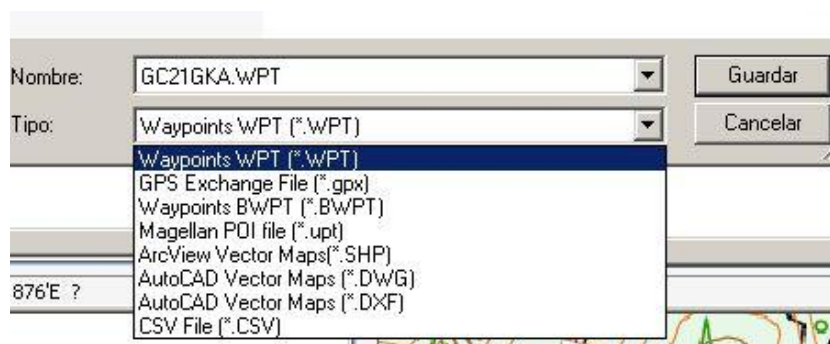 Nombre: GC21GKA.WPT Guardar
Tipo: Waypoints WPT (*.WPT) Cancelar
Waypoints WPT (*.WPT)
GPS Exchange File (*.gpx)
Waypoints BWPT (*.BWPT)
Magellan POI file (*.upt)
ArcView Vector Maps(*.SHP)
AutoCAD Vector Maps (*.DWG)
876'E ?
AutoCAD Vector Maps (*.DXF)
CSV File (*.CSV)